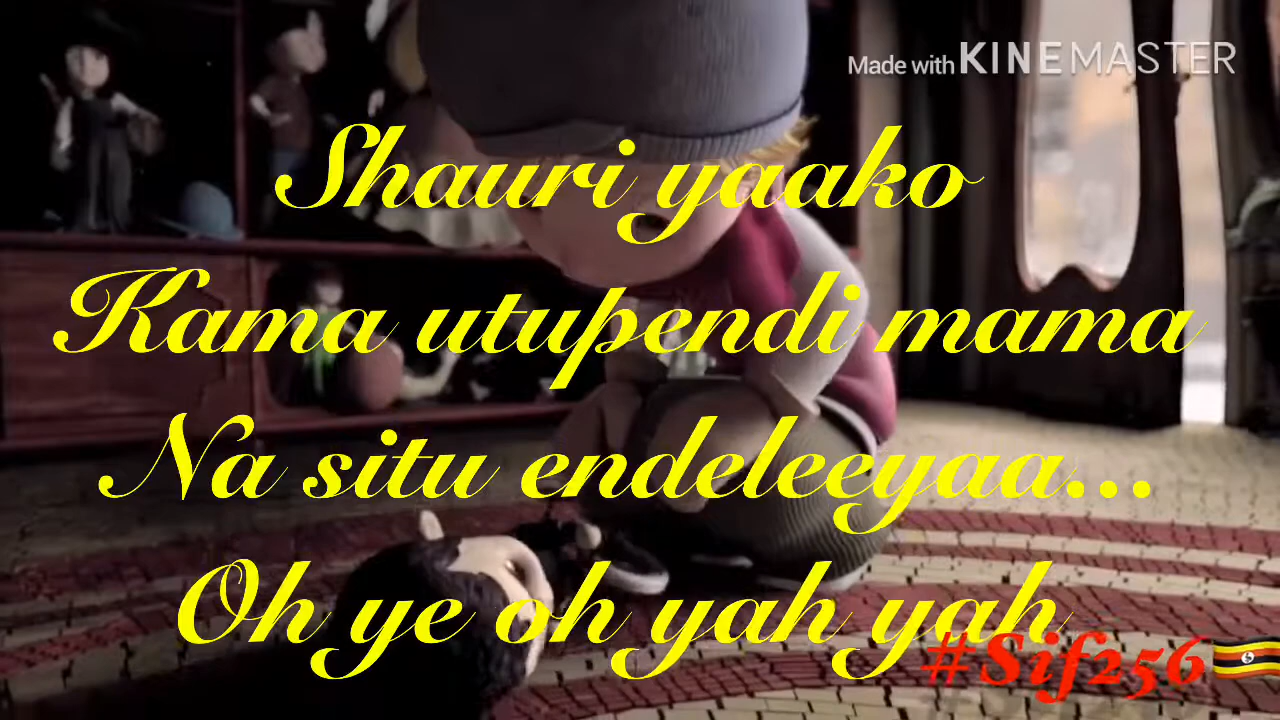 Made with KINEMASTER
Shauri yaako
Kama utupendi mama
Na situ endeleeyaa...
Oh ye oh yah yah
#Sif256🇺🇬